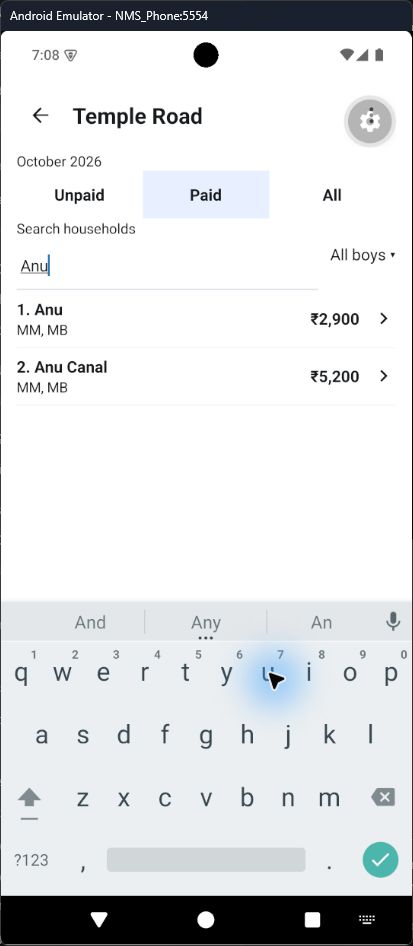 Android Emulator - NMS_Phone:5554
7:08
Temple Road
October 2026
Unpaid Paid All
Search households
All boys ▾
Anu
1. Anu
MM, MB
₹2,900
2. Anu Canal
MM, MB
₹5,200
And Any An
1 2 3 4 5 6 7 8 9 0
q w e r t y u i o p
a s d f g h j k l
z x c v b n m
?123 , .